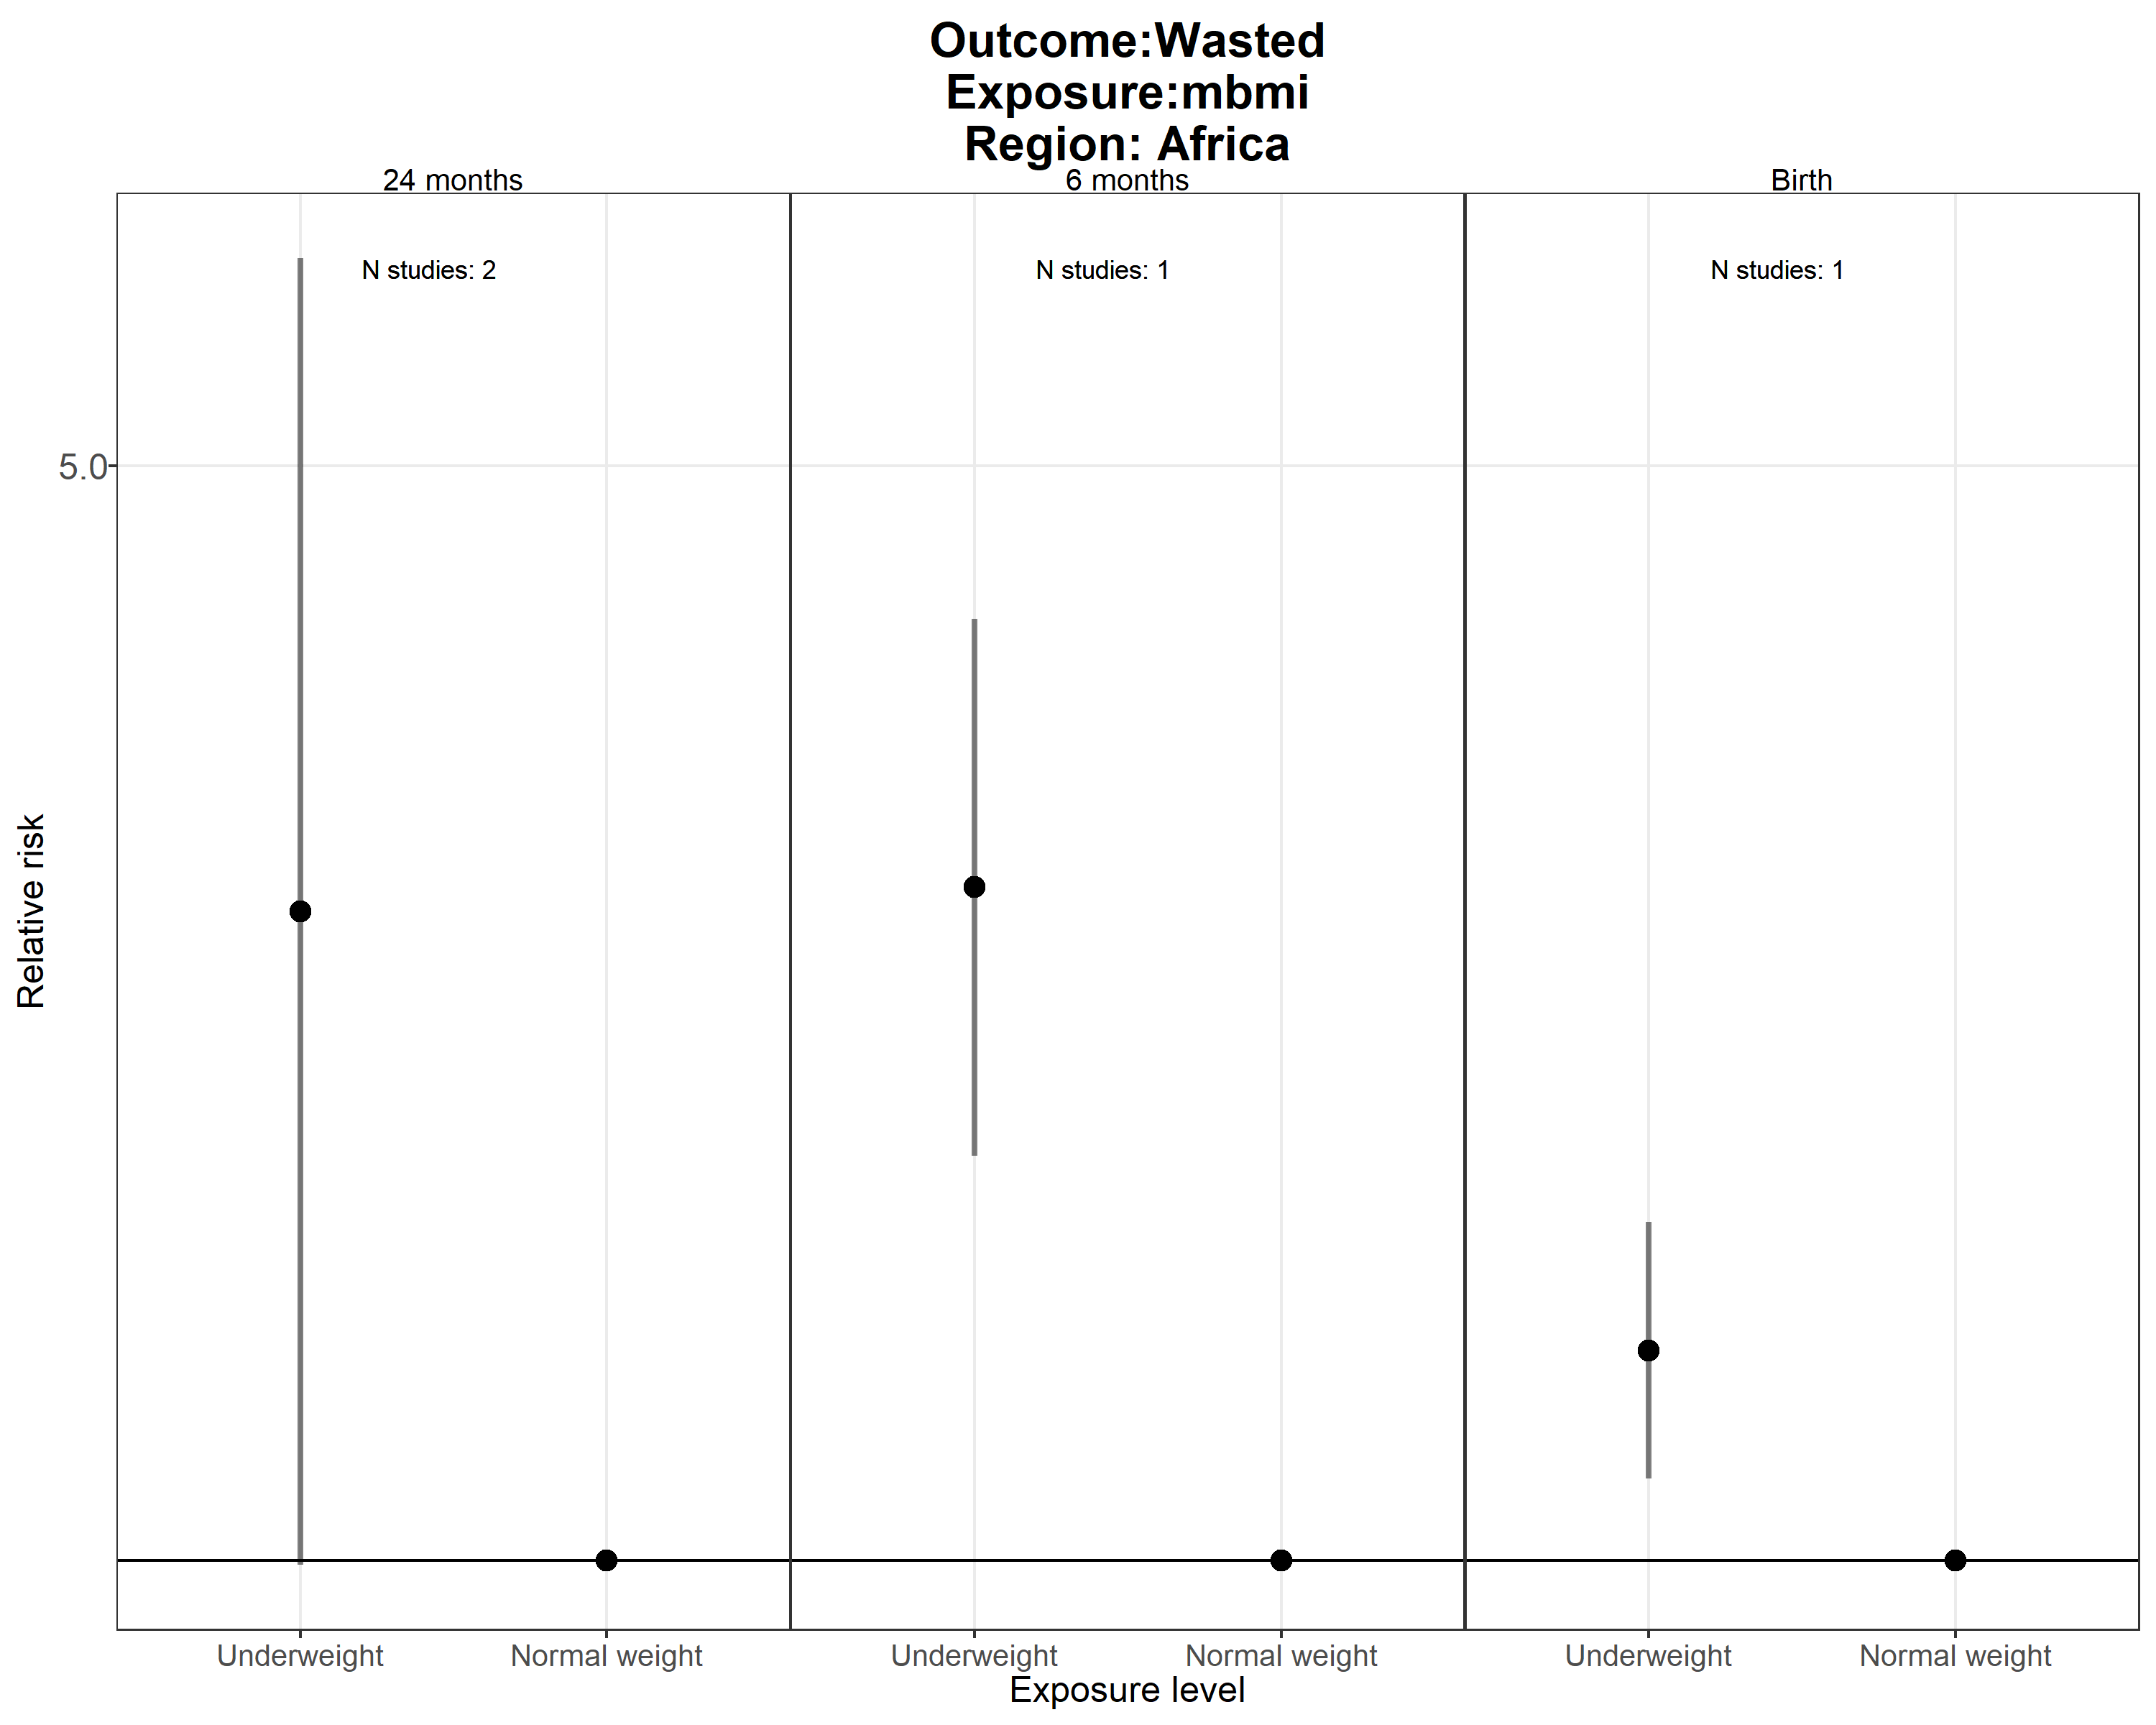 Outcome:Wasted
Exposure:mbmi
Region: Africa
24 months
6 months
Birth
N studies: 2
N studies: 1
N studies: 1
5.0
Relative risk
Underweight
Normal weight
Underweight
Normal weight
Underweight
Normal weight
Exposure level